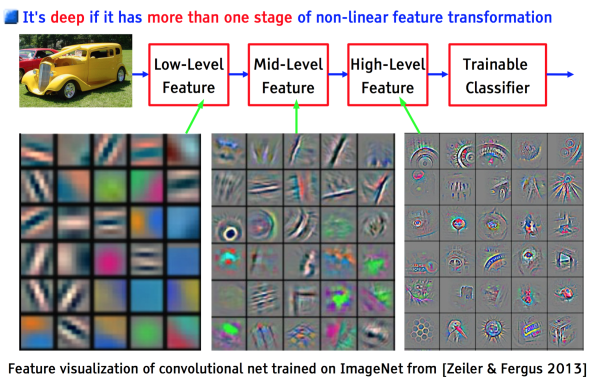 It's deep if it has more than one stage of non-linear feature transformation
Low-Level
Feature
Mid-Level
Feature
High-Level
Feature
Trainable
Classifier
Feature visualization of convolutional net trained on ImageNet from [Zeiler & Fergus 2013]